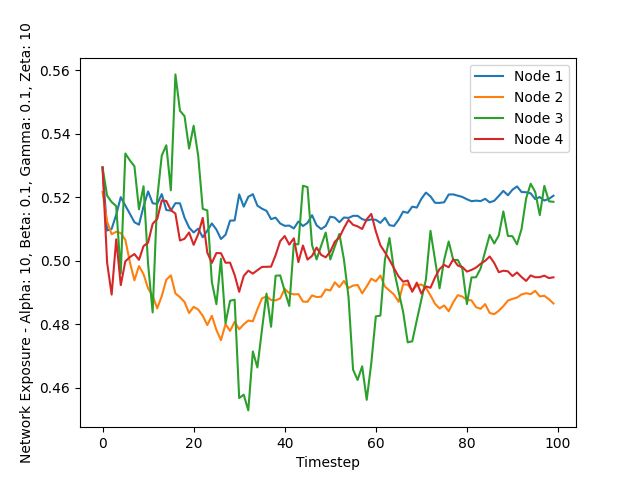 Network Exposure - Alpha: 10, Beta: 0.1, Gamma: 0.1, Zeta: 10
0.56
0.54
0.52
0.50
0.48
0.46
Node 1
Node 2
Node 3
Node 4
0
20
40
60
80
100
Timestep